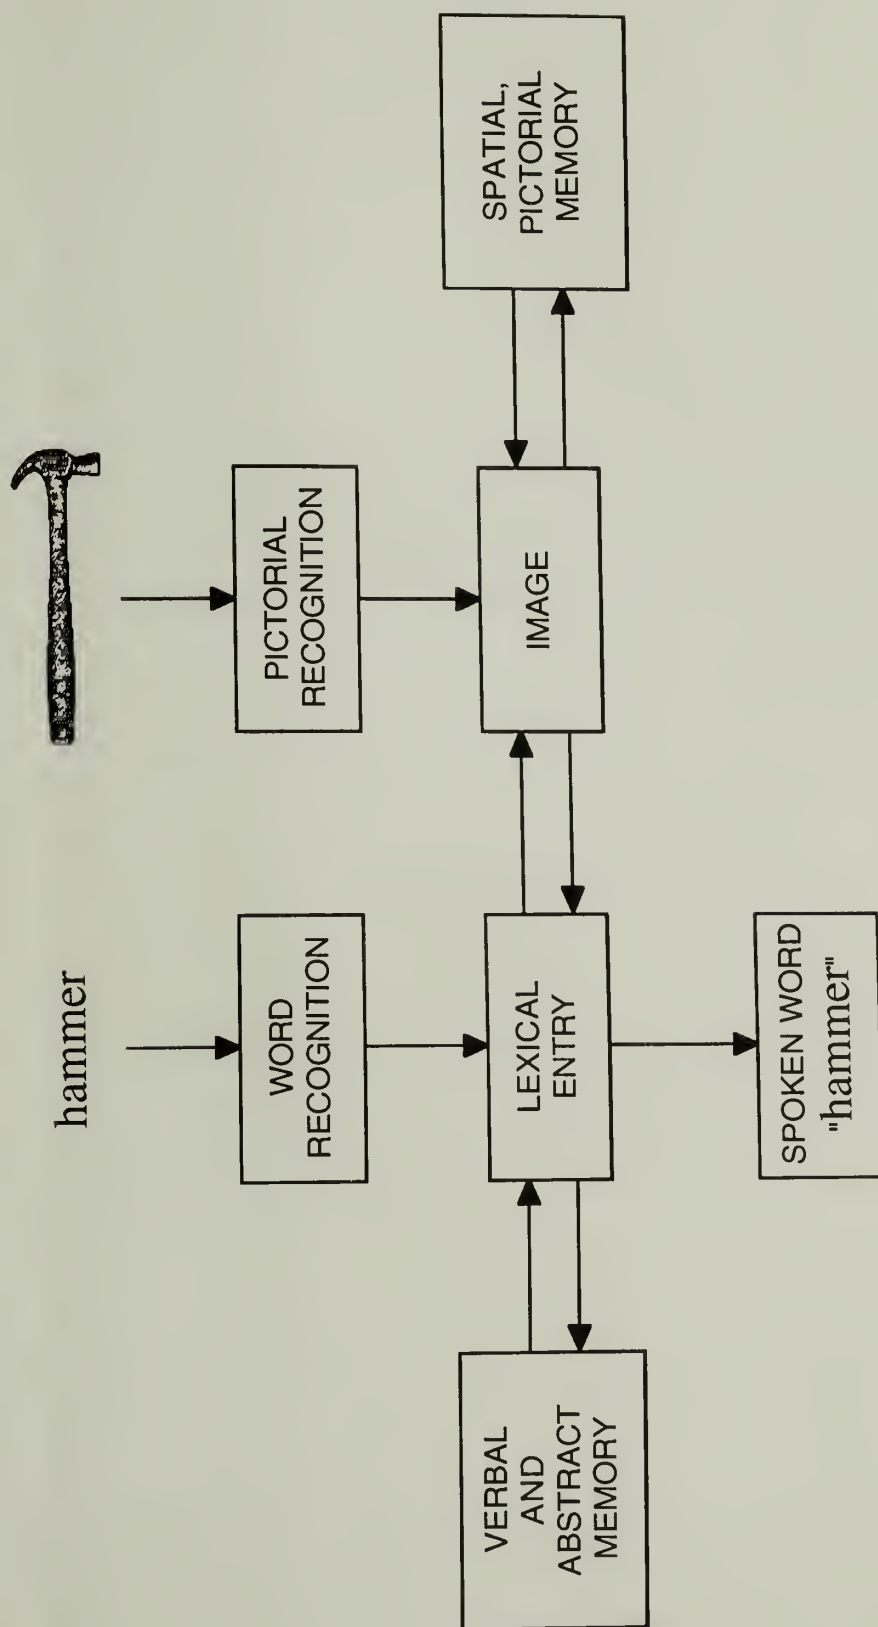 hammer
WORD
RECOGNITION
PICTORIAL
RECOGNITION
VERBAL
AND
ABSTRACT
MEMORY
LEXICAL
ENTRY
IMAGE
SPATIAL,
PICTORIAL
MEMORY
SPOKEN WORD
"hammer"